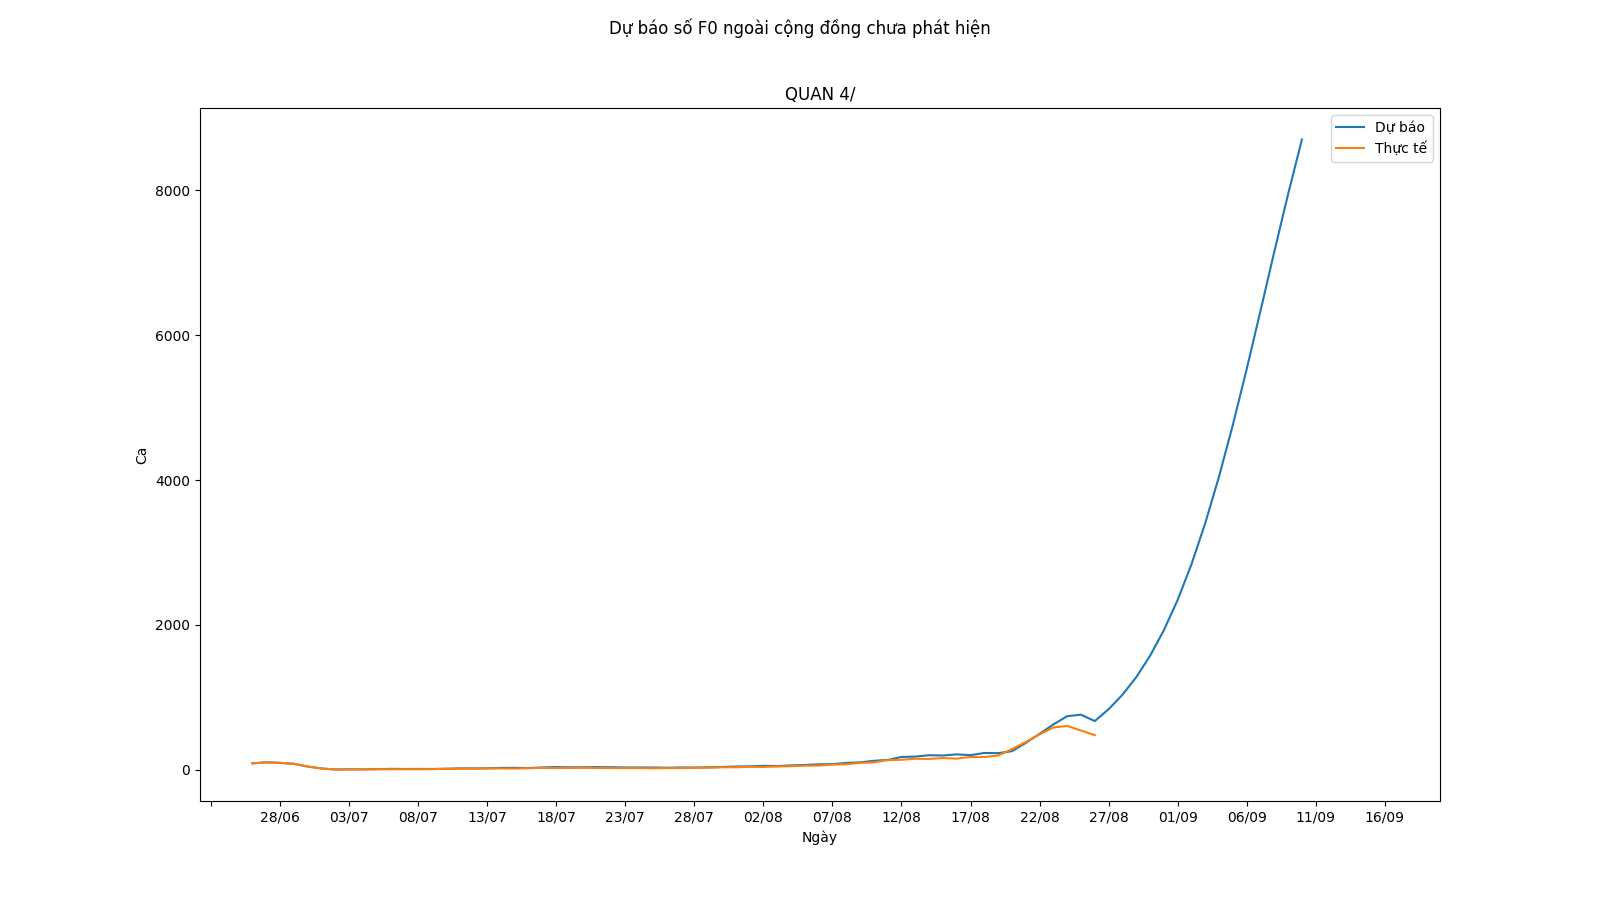 Dự báo số F0 ngoài cộng đồng chưa phát hiện
QUAN 4/
Dự báo
Thực tế
8000
6000
4000
2000
0
Ca
28/06 03/07 08/07 13/07 18/07 23/07 28/07 02/08 07/08 12/08 17/08 22/08 27/08 01/09 06/09 11/09 16/09
Ngày